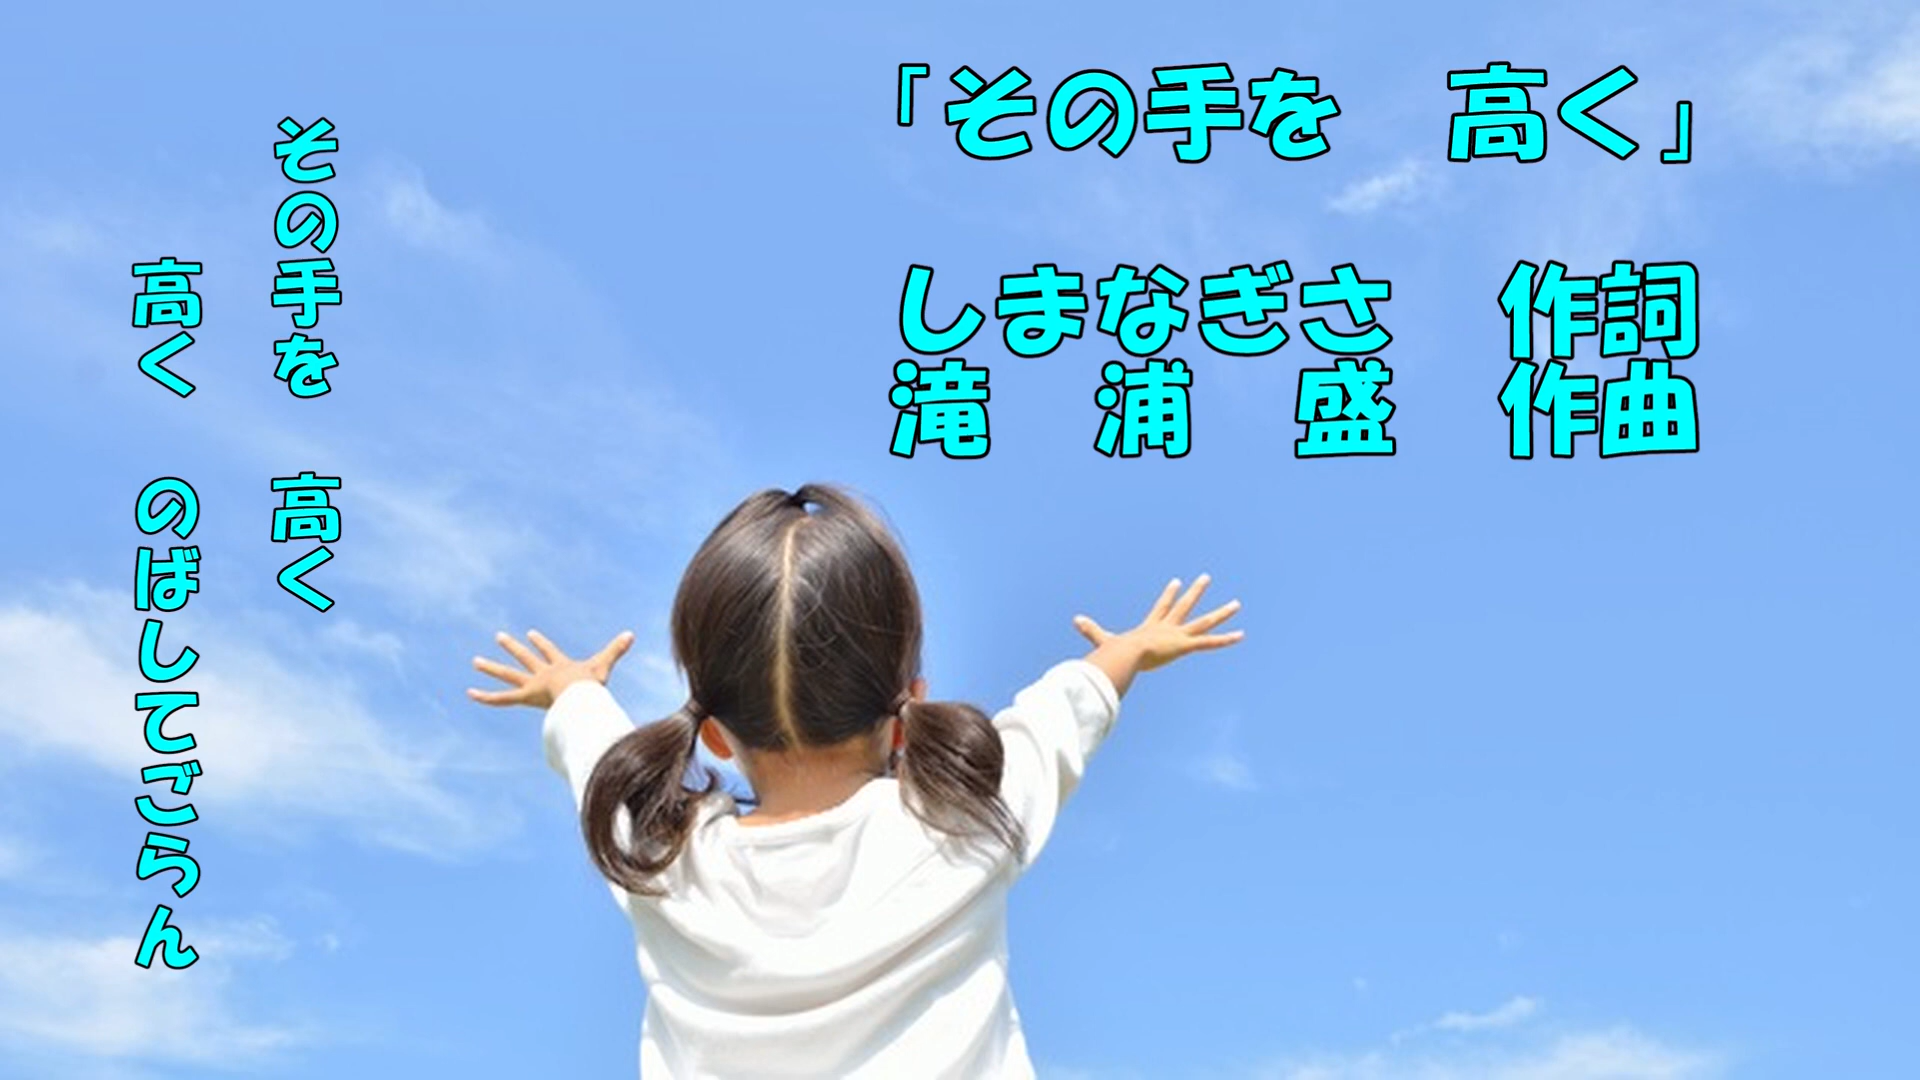 「その手を　高く」
しまなぎさ　作詞
滝　浦　盛　作曲
その手を　高く
高く　のばしてごらん